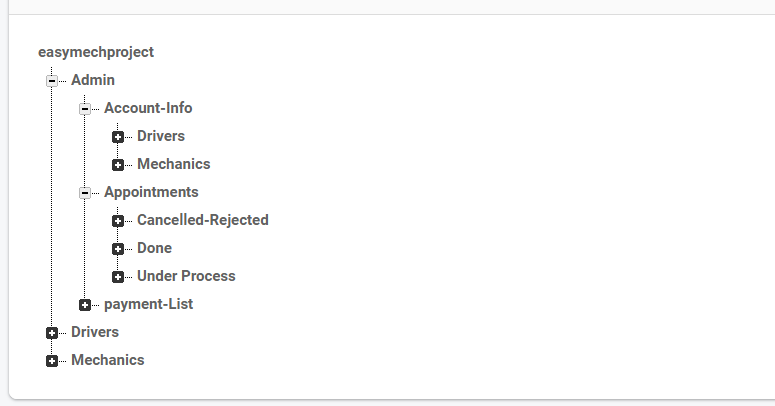 easymechproject
Admin
Account-Info
Drivers
Mechanics
Appointments
Cancelled-Rejected
Done
Under Process
payment-List
Drivers
Mechanics